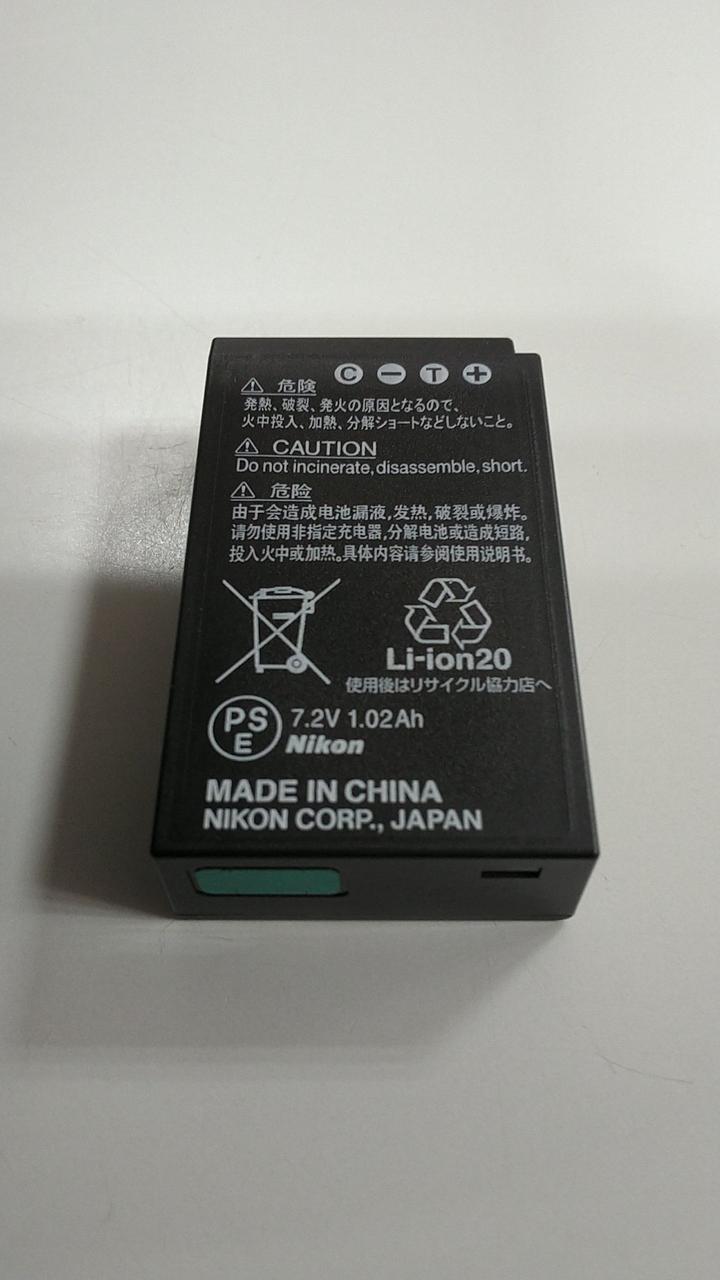 C − T +
⚠ 危険
発熱、破裂、発火の原因となるので、
火中投入、加熱、分解ショートなどしないこと。
⚠ CAUTION
Do not incinerate, disassemble, short.
⚠ 危险
由于会造成电池漏液,发热,破裂或爆炸。
请勿使用非指定充电器,分解电池或造成短路,
投入火中或加热。具体内容请参阅使用说明书。
Li-ion20
使用後はリサイクル協力店へ
PS
E
7.2V 1.02Ah
Nikon
MADE IN CHINA
NIKON CORP., JAPAN